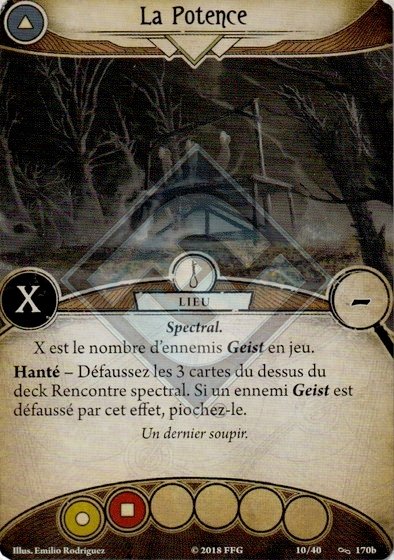 La Potence
X
LIEU
-
Spectral.
X est le nombre d'ennemis Geist en jeu.
Hanté – Défaussez les 3 cartes du dessus du
deck Rencontre spectral. Si un ennemi Geist est
défaussé par cet effet, piochez-le.
Un dernier soupir.
Illus. Emilio Rodriguez
© 2018 FFG
10/40
170b